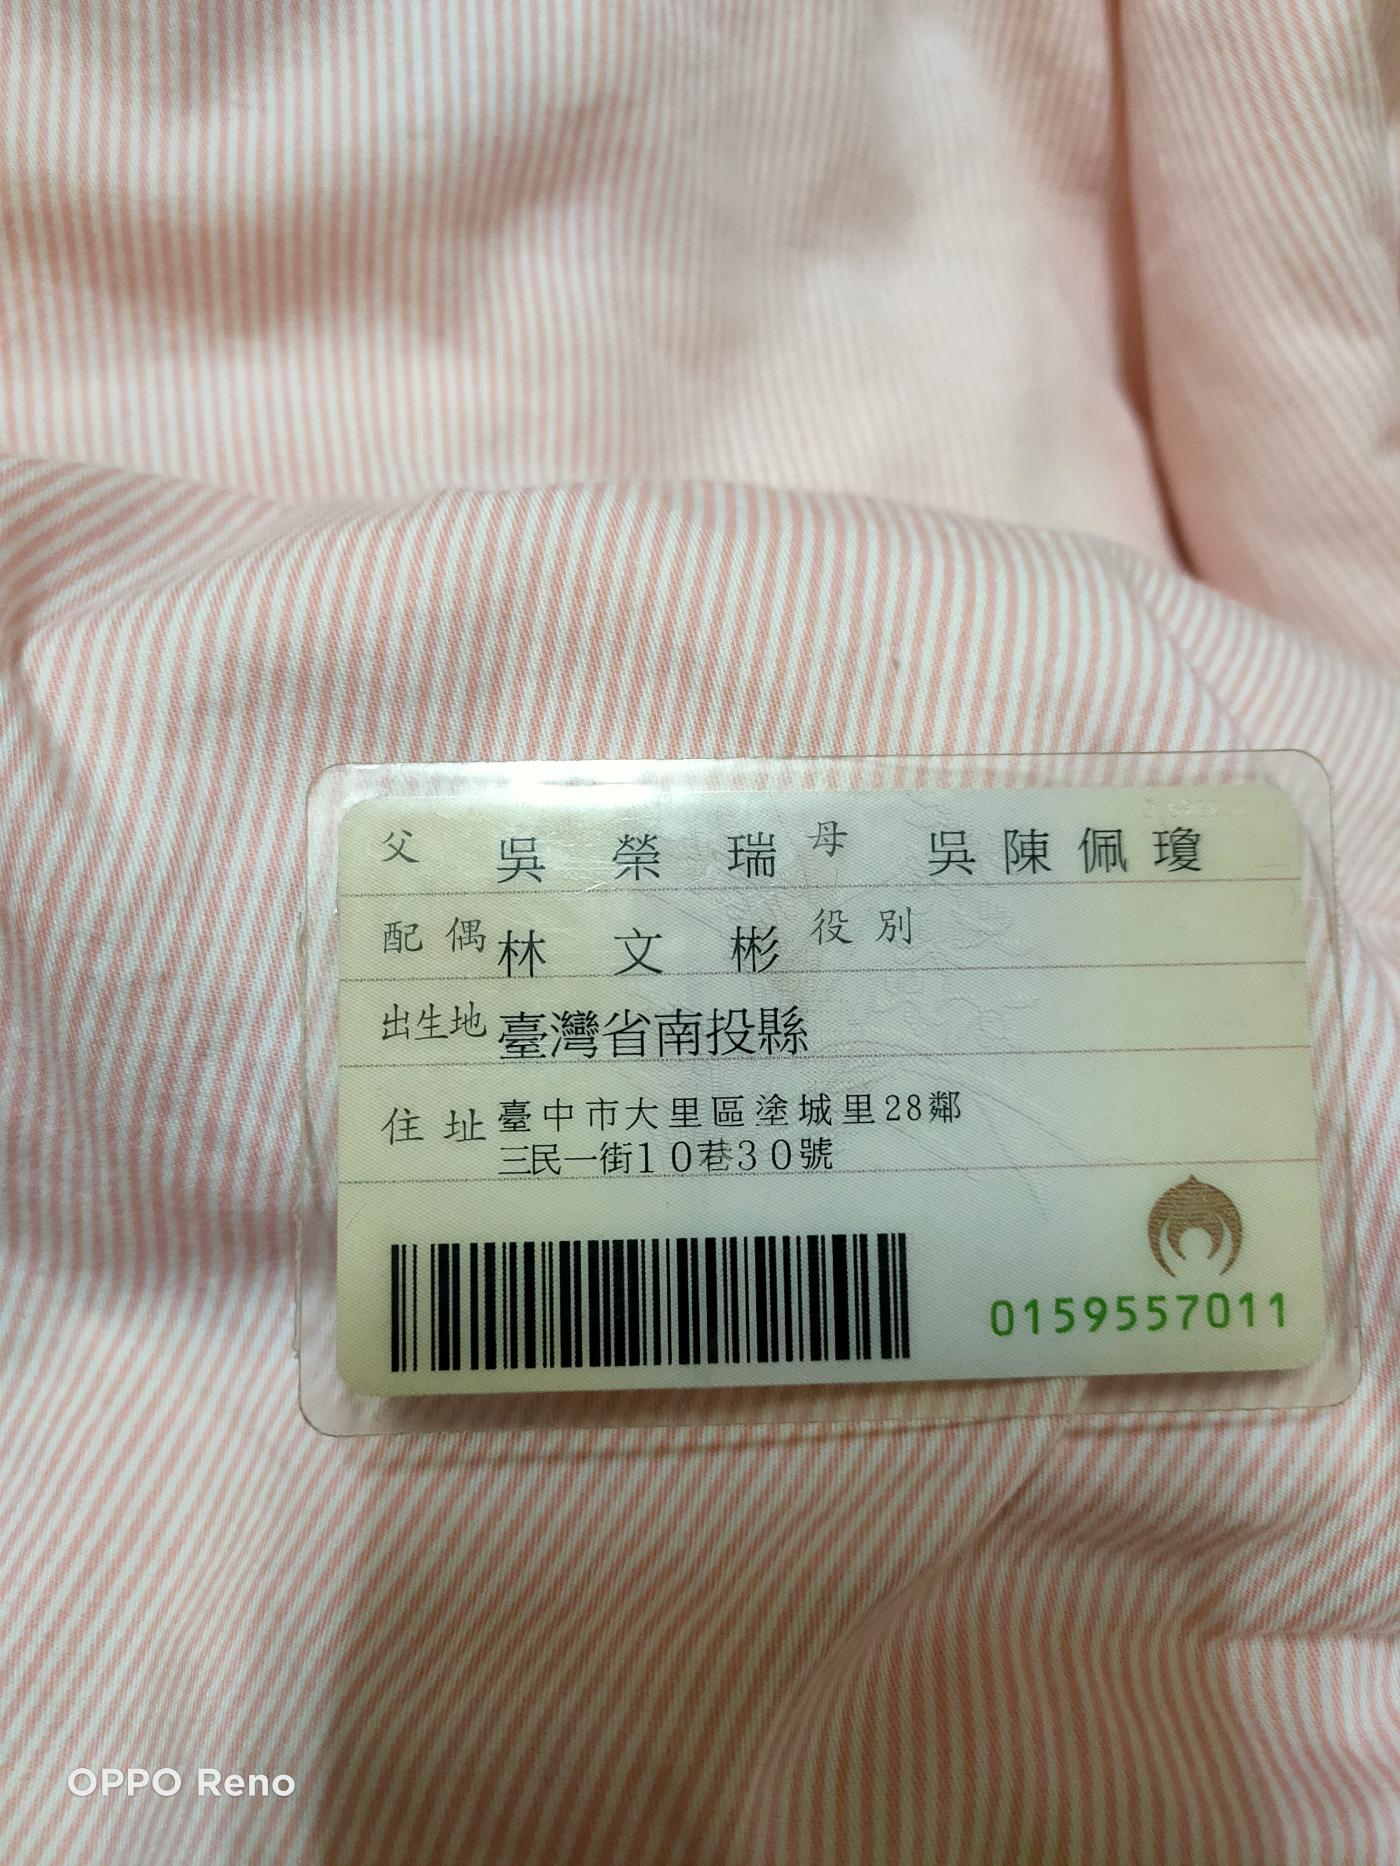 父 吳榮瑞 母 吳陳佩瓊
配偶 林文彬 役別
出生地 臺灣省南投縣
住址 臺中市大里區塗城里28鄰
三民一街10巷30號
0159557011
OPPO Reno